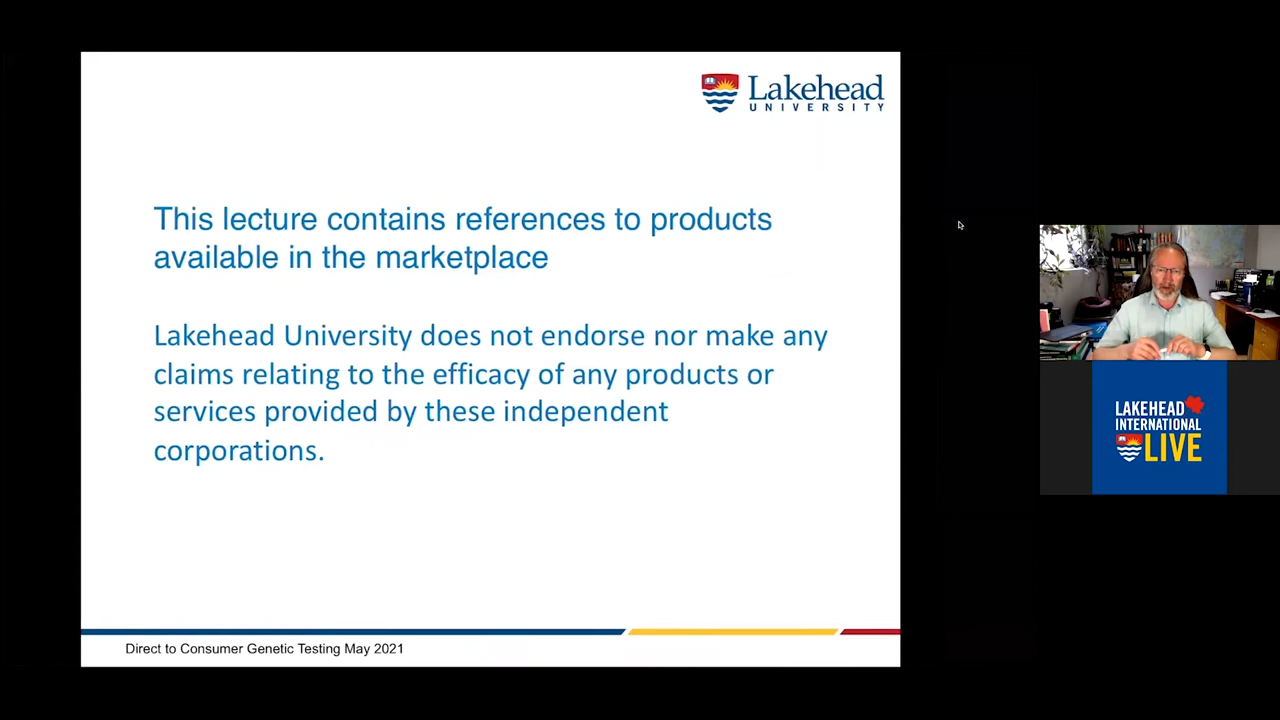 Lakehead
UNIVERSITY
This lecture contains references to products
available in the marketplace
Lakehead University does not endorse nor make any
claims relating to the efficacy of any products or
services provided by these independent
corporations.
Direct to Consumer Genetic Testing May 2021
LAKEHEAD
INTERNATIONAL
LIVE